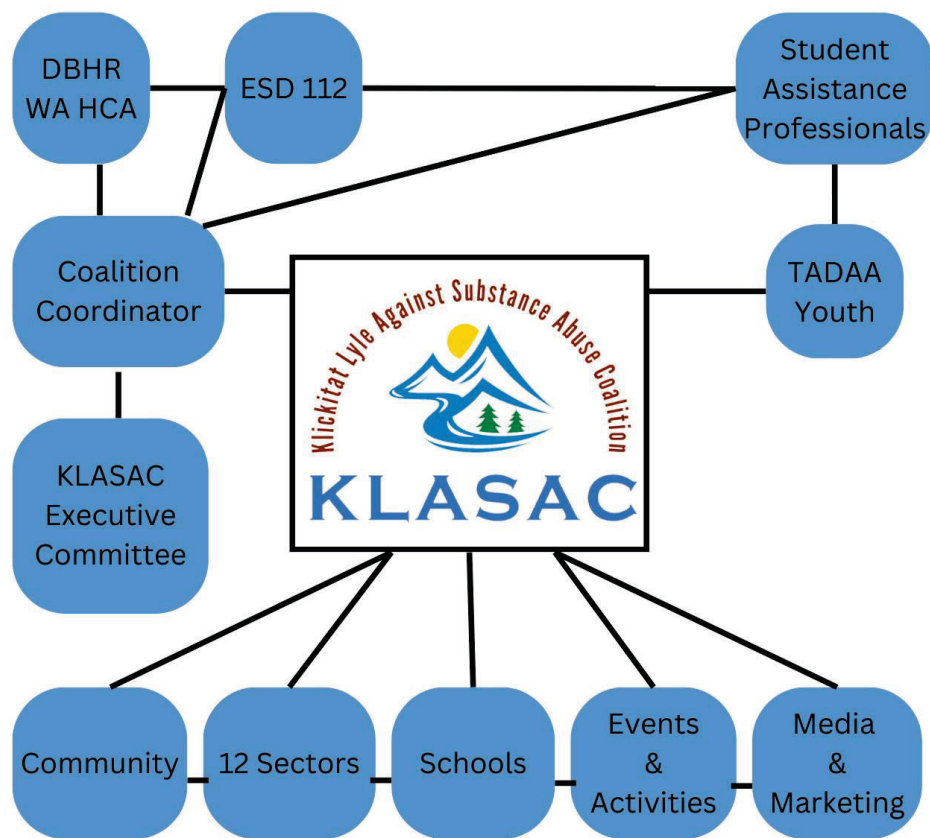 DBHR
WA HCA
ESD 112
Student
Assistance
Professionals
Coalition
Coordinator
Klickitat Lyle Against Substance Abuse Coalition
KLASAC
TADAA
Youth
KLASAC
Executive
Committee
Community
12 Sectors
Schools
Events
&
Activities
Media
&
Marketing